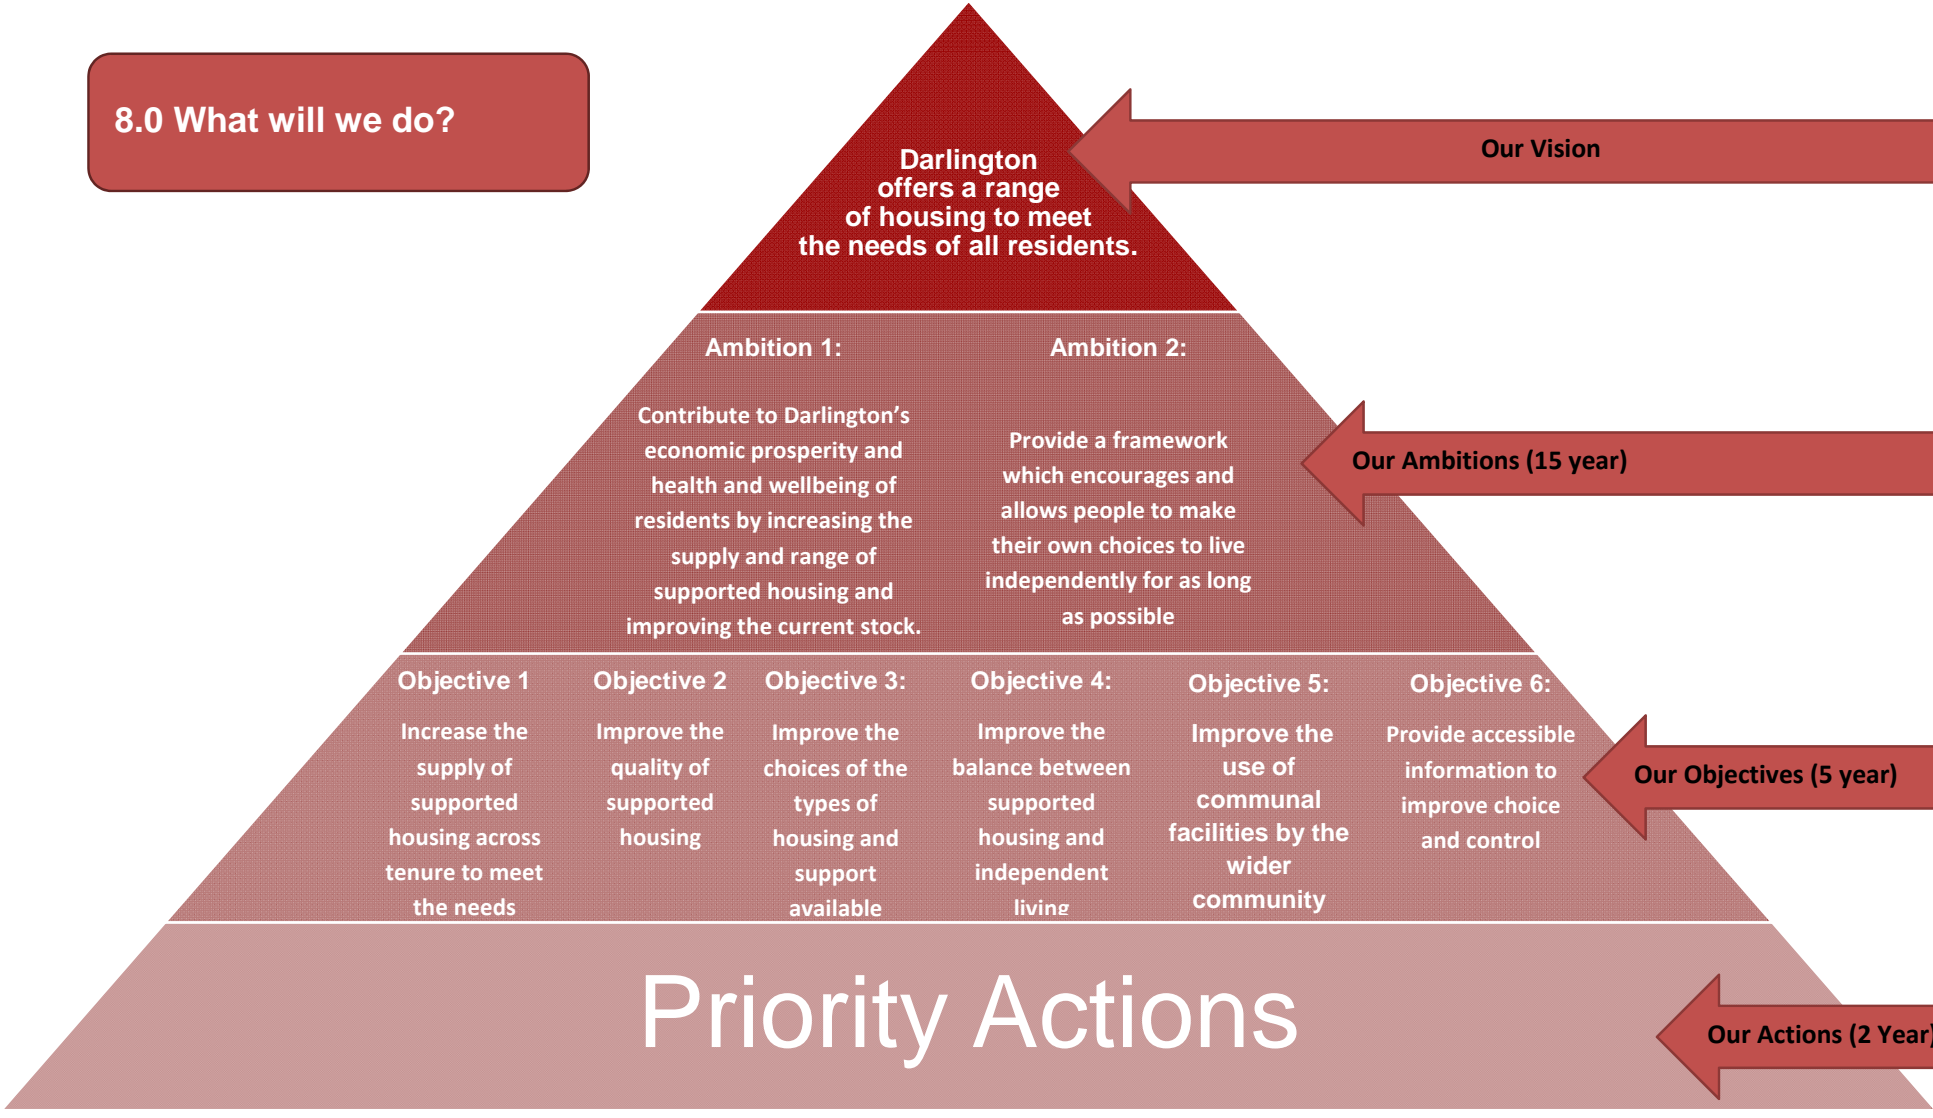 8.0 What will we do?
Darlington
offers a range
of housing to meet
the needs of all residents.
Our Vision
Ambition 1:
Contribute to Darlington’s
economic prosperity and
health and wellbeing of
residents by increasing the
supply and range of
supported housing and
improving the current stock.
Ambition 2:
Provide a framework
which encourages and
allows people to make
their own choices to live
independently for as long
as possible
Our Ambitions (15 year)
Objective 1
Increase the
supply of
supported
housing across
tenure to meet
the needs
Objective 2
Improve the
quality of
supported
housing
Objective 3:
Improve the
choices of the
types of
housing and
support
available
Objective 4:
Improve the
balance between
supported
housing and
independent
living
Objective 5:
Improve the
use of
communal
facilities by the
wider
community
Objective 6:
Provide accessible
information to
improve choice
and control
Our Objectives (5 year)
Priority Actions
Our Actions (2 Year)